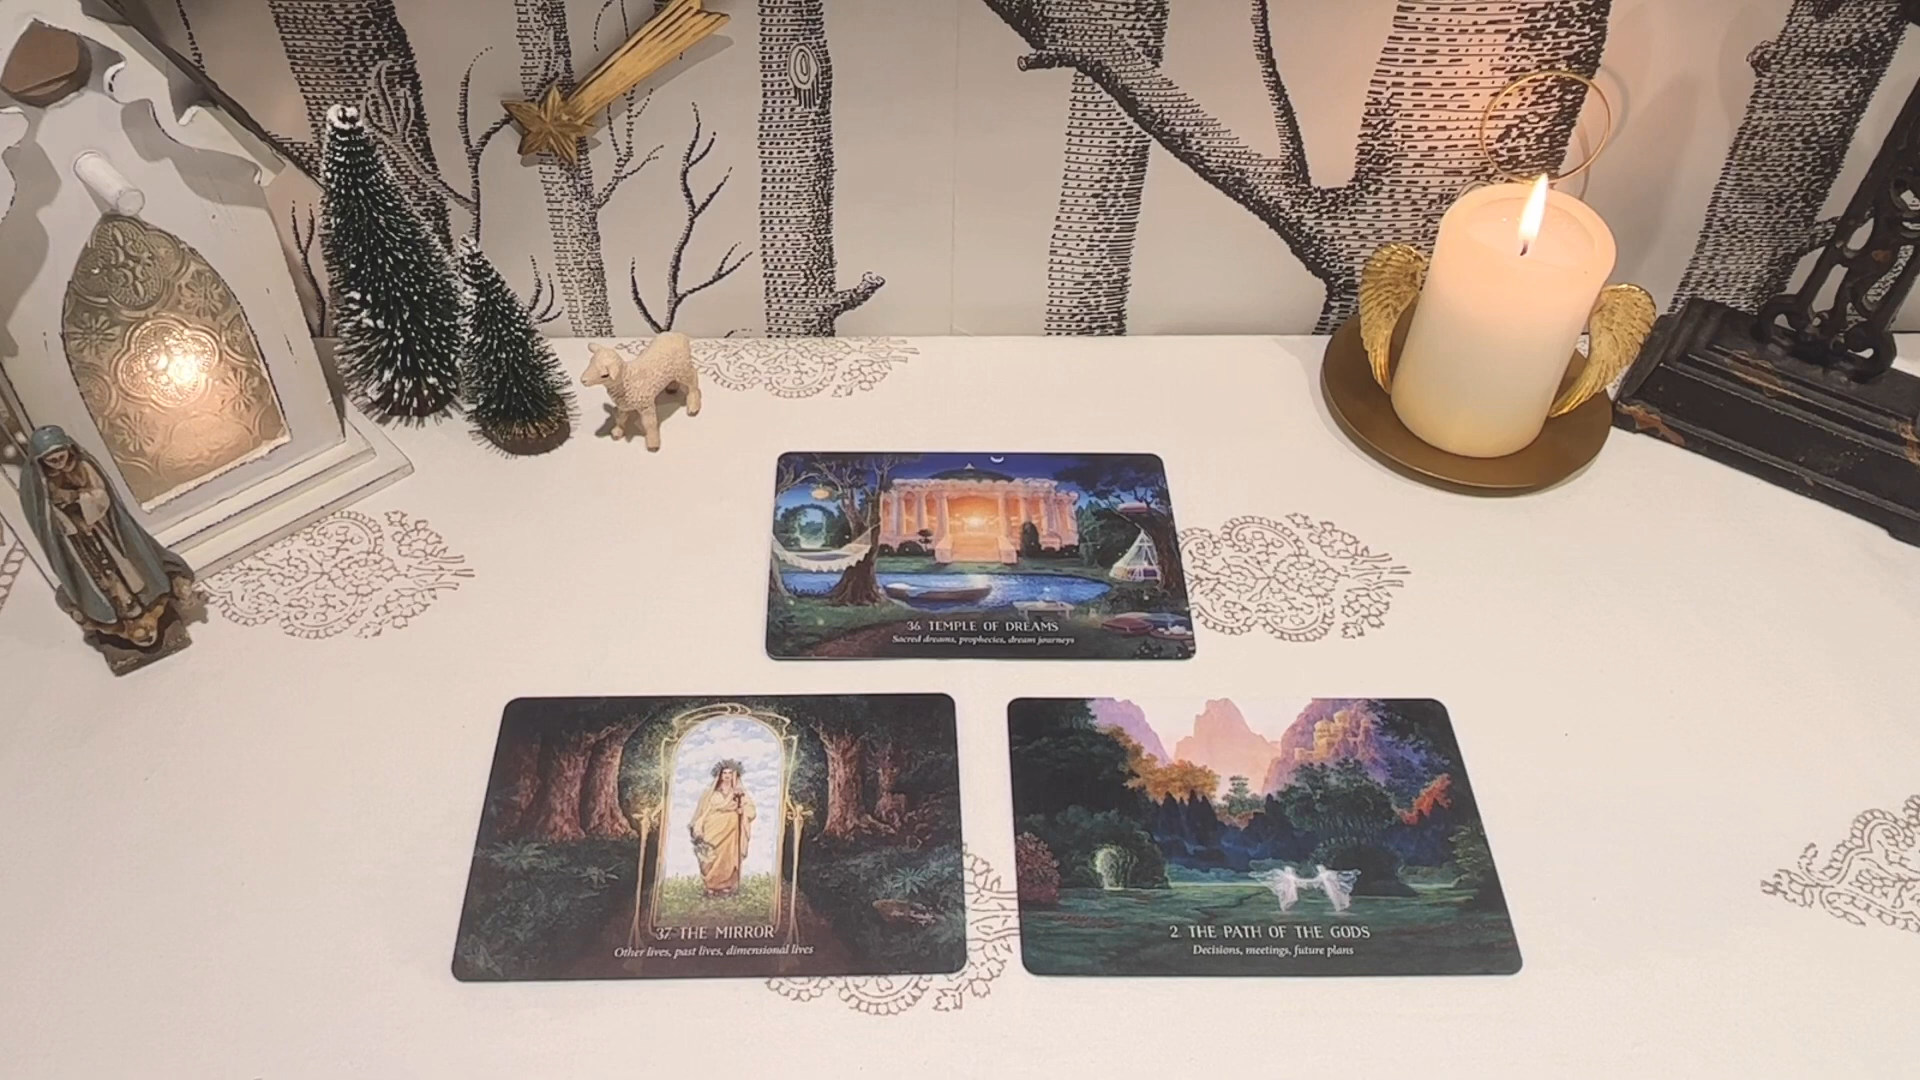 36. TEMPLE OF DREAMS
Sacred dreams, prophecies, dream journeys
37. THE MIRROR
Other lives, past lives, dimensional lives
2. THE PATH OF THE GODS
Decisions, meetings, future plans